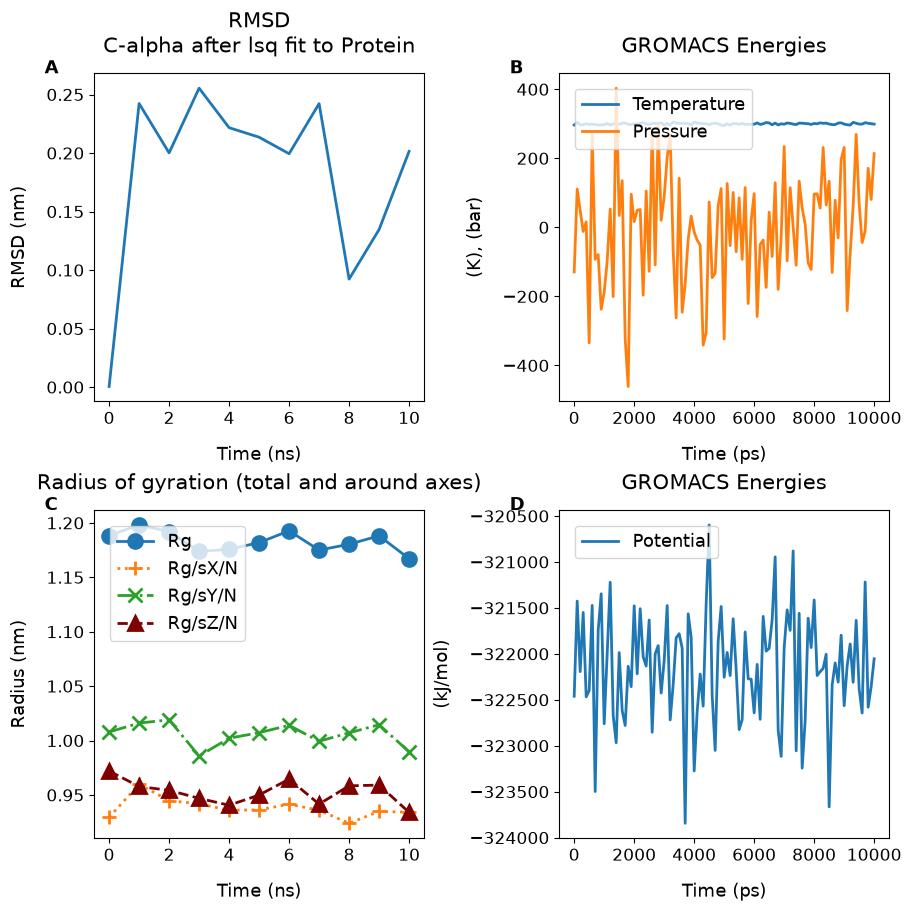 RMSD
C-alpha after lsq fit to Protein
A
0.25
0.20
0.15
0.10
0.05
0.00
RMSD (nm)
0 2 4 6 8 10
Time (ns)
GROMACS Energies
B
400
200
0
−200
−400
(K), (bar)
Temperature
Pressure
0 2000 4000 6000 8000 10000
Time (ps)
Radius of gyration (total and around axes)
C
1.20
1.15
1.10
1.05
1.00
0.95
Radius (nm)
Rg
Rg/sX/N
Rg/sY/N
Rg/sZ/N
0 2 4 6 8 10
Time (ns)
GROMACS Energies
D
−320500
−321000
−321500
−322000
−322500
−323000
−323500
−324000
(kJ/mol)
Potential
0 2000 4000 6000 8000 10000
Time (ps)